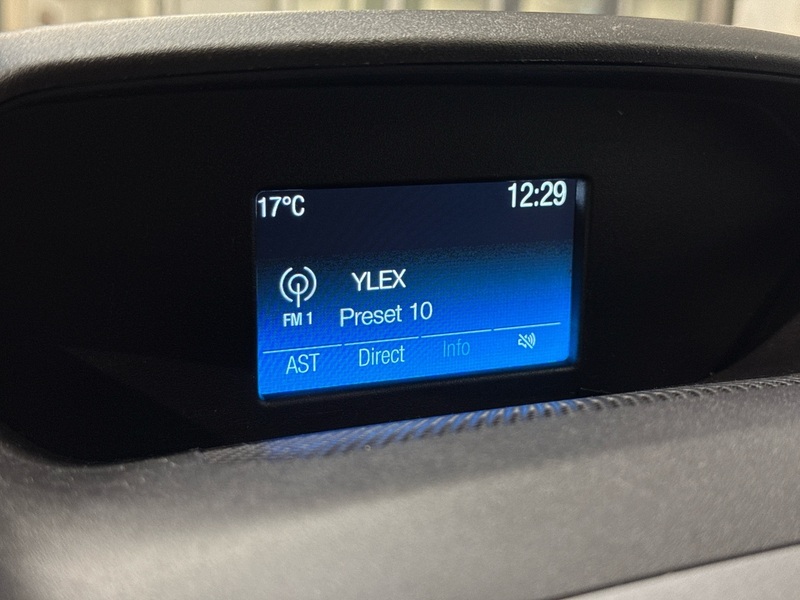 17°C 12:29
YLEX
FM 1 Preset 10
AST Direct Info